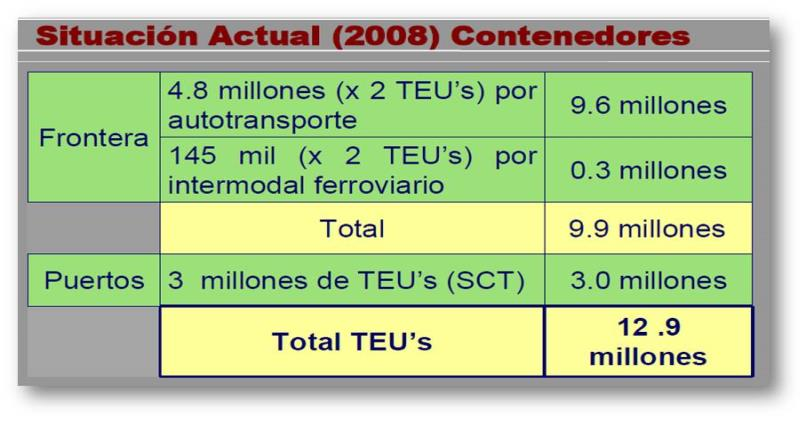 Situación Actual (2008) Contenedores
Frontera
4.8 millones (x 2 TEU's) por
autotransporte
9.6 millones
145 mil (x 2 TEU's) por
intermodal ferroviario
0.3 millones
Total
9.9 millones
Puertos
3 millones de TEU's (SCT)
3.0 millones
Total TEU's
12 .9
millones